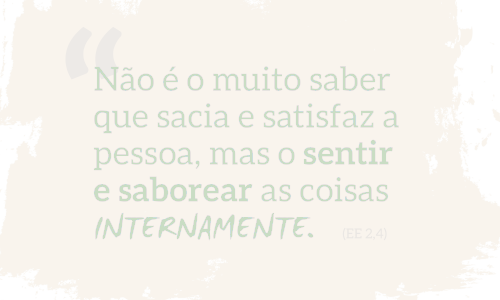 “
Não é o muito saber
que sacia e satisfaz a
pessoa, mas o sentir
e saborear as coisas
INTERNAMENTE. (EE 2,4)